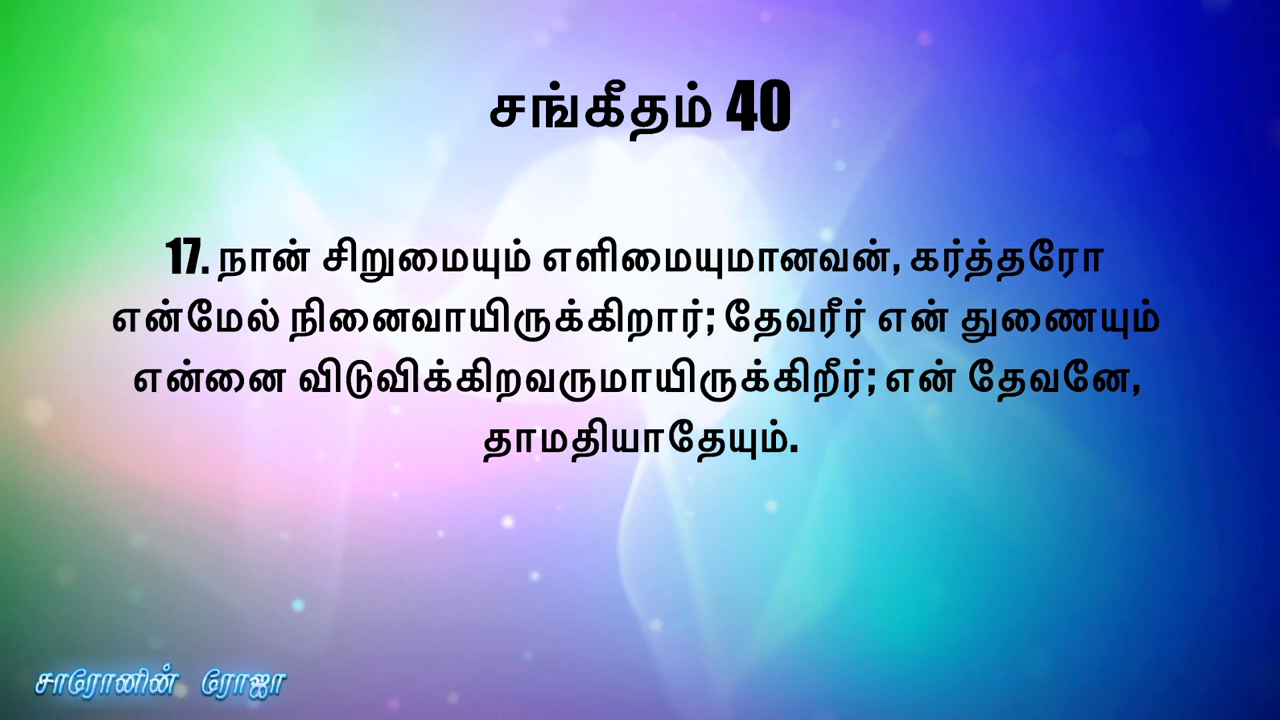 சங்கீதம் 40
17. நான் சிறுமையும் எளிமையுமானவன், கர்த்தரோ
என்மேல் நினைவாயிருக்கிறார்; தேவரீர் என் துணையும்
என்னை விடுவிக்கிறவருமாயிருக்கிறீர்; என் தேவனே,
தாமதியாதேயும்.
சாரோனின் ரோஜா